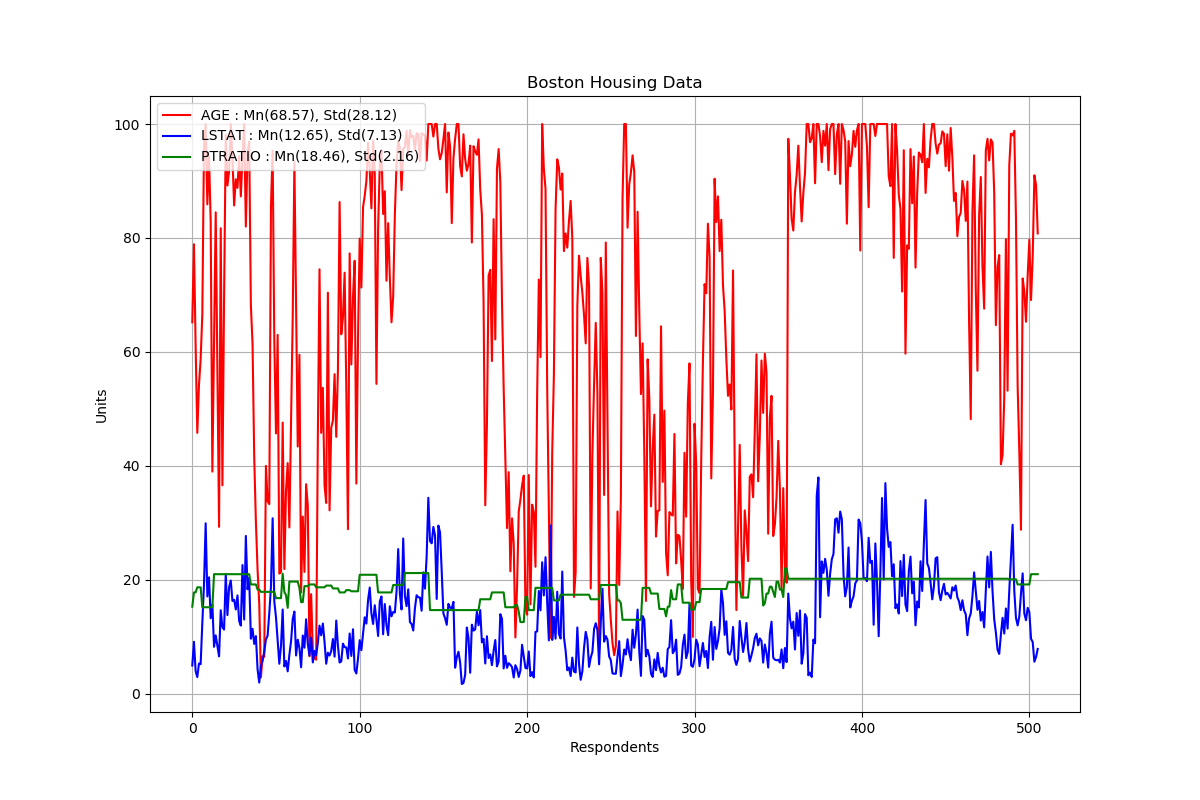 Boston Housing Data
AGE : Mn(68.57), Std(28.12)
LSTAT : Mn(12.65), Std(7.13)
PTRATIO : Mn(18.46), Std(2.16)
100
80
60
40
20
0
Units
0 100 200 300 400 500
Respondents